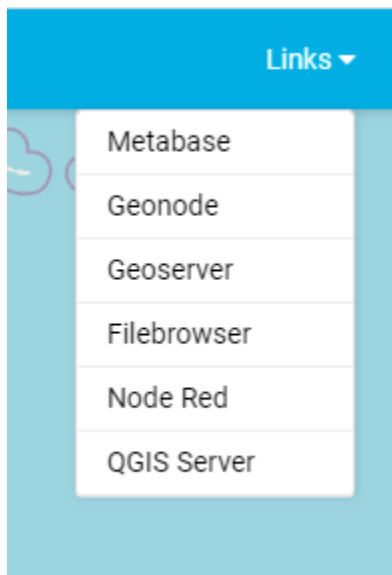 Links
Metabase
Geonode
Geoserver
Filebrowser
Node Red
QGIS Server